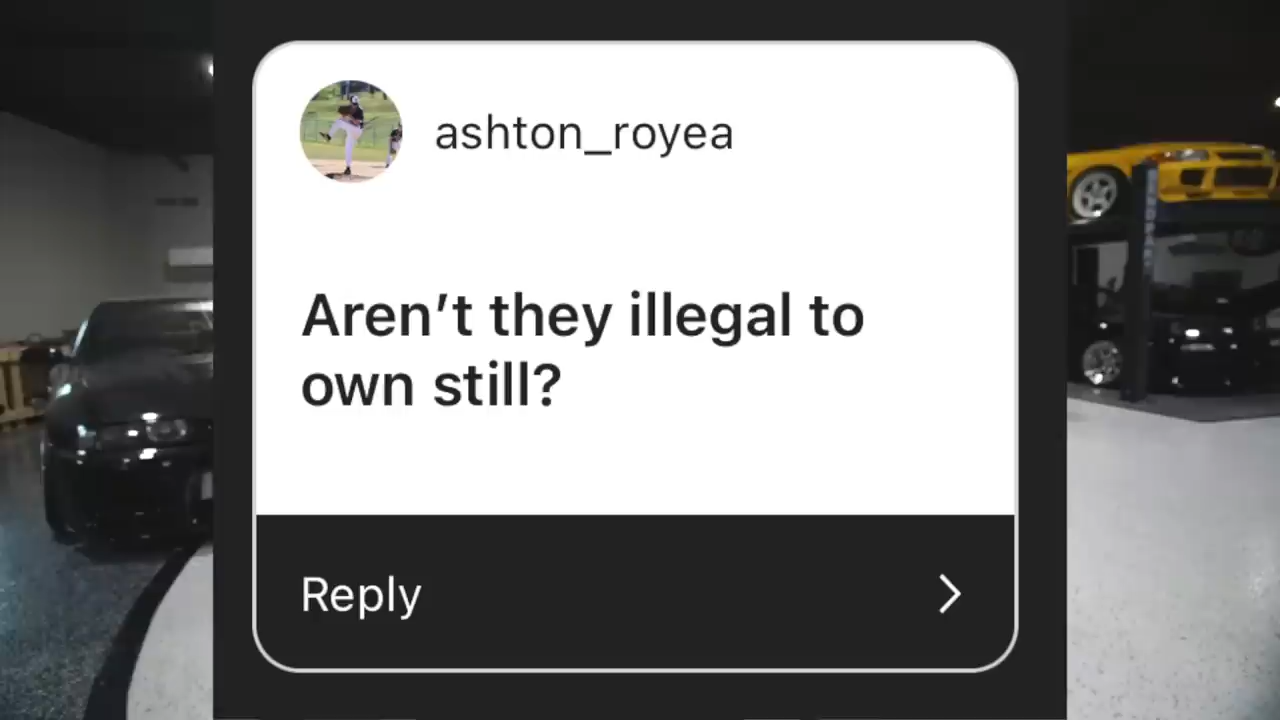 ashton_royea
Aren’t they illegal to
own still?
Reply